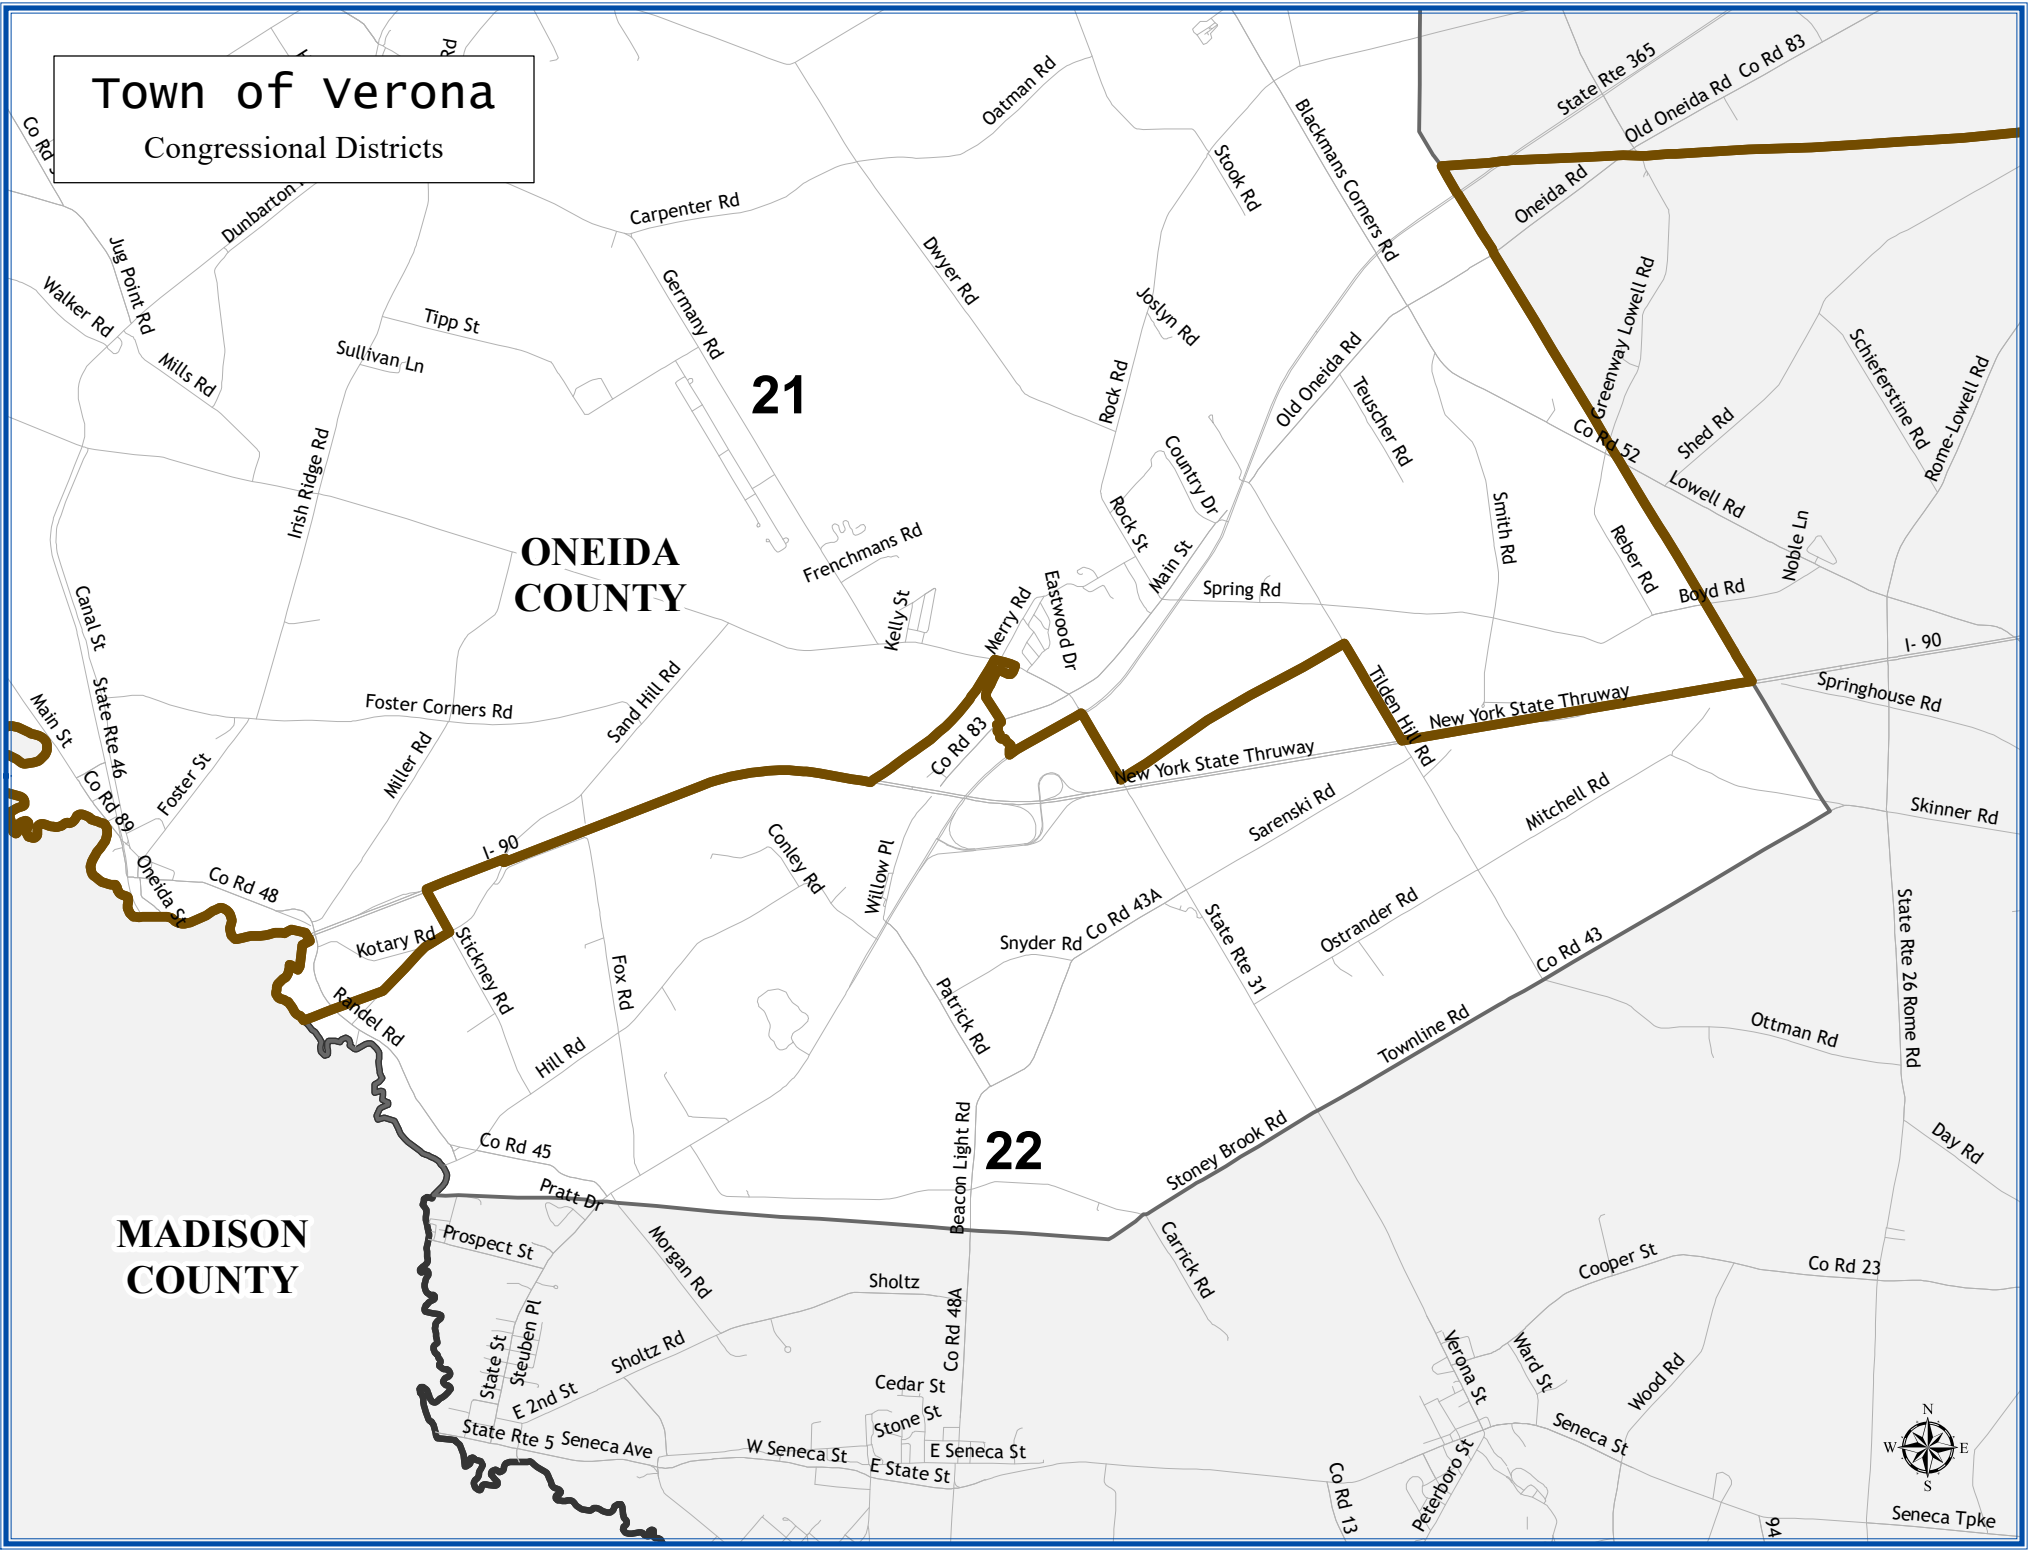 Town of Verona
Congressional Districts
Rd
Co Rd
Dunbarton
Jug Point Rd
Walker Rd
Mills Rd
Tipp St
Sullivan Ln
Irish Ridge Rd
Carpenter Rd
Germany Rd
Oatman Rd
Dwyer Rd
Stook Rd
Blackmans Corners Rd
State Rte 365
Old Oneida Rd
Co Rd 83
Oneida Rd
Joslyn Rd
Rock Rd
Old Oneida Rd
Teuscher Rd
Greenway Lowell Rd
Schieferstine Rd
Rome-Lowell Rd
Shed Rd
Co Rd 52
Lowell Rd
Noble Ln
Reber Rd
Boyd Rd
Smith Rd
21
Country Dr
Rock St
Main St
Spring Rd
ONEIDA
COUNTY
Frenchmans Rd
Kelly St
Merry Rd
Eastwood Dr
Canal St
State Rte 46
Main St
Co Rd 89
Foster St
Foster Corners Rd
Miller Rd
Sand Hill Rd
Co Rd 83
Tilden Hill Rd
New York State Thruway
New York State Thruway
I- 90
Springhouse Rd
Skinner Rd
Mitchell Rd
Sarenski Rd
Oneida St
Co Rd 48
I- 90
Kotary Rd
Stickney Rd
Randel Rd
Fox Rd
Hill Rd
Conley Rd
Willow Pl
Snyder Rd
Co Rd 43A
Patrick Rd
State Rte 31
Ostrander Rd
Co Rd 43
Townline Rd
Ottman Rd
State Rte 26 Rome Rd
Day Rd
Stoney Brook Rd
Beacon Light Rd
22
Co Rd 45
Pratt Dr
Prospect St
Morgan Rd
MADISON
COUNTY
Carrick Rd
Sholtz
Co Rd 48A
Sholtz Rd
Steuben Pl
State St
E 2nd St
Cedar St
Stone St
State Rte 5
Seneca Ave
W Seneca St
E Seneca St
E State St
Cooper St
Co Rd 23
Verona St
Ward St
Wood Rd
Seneca St
Peterboro St
Co Rd 13
94
Seneca Tpke
N
W
E
S